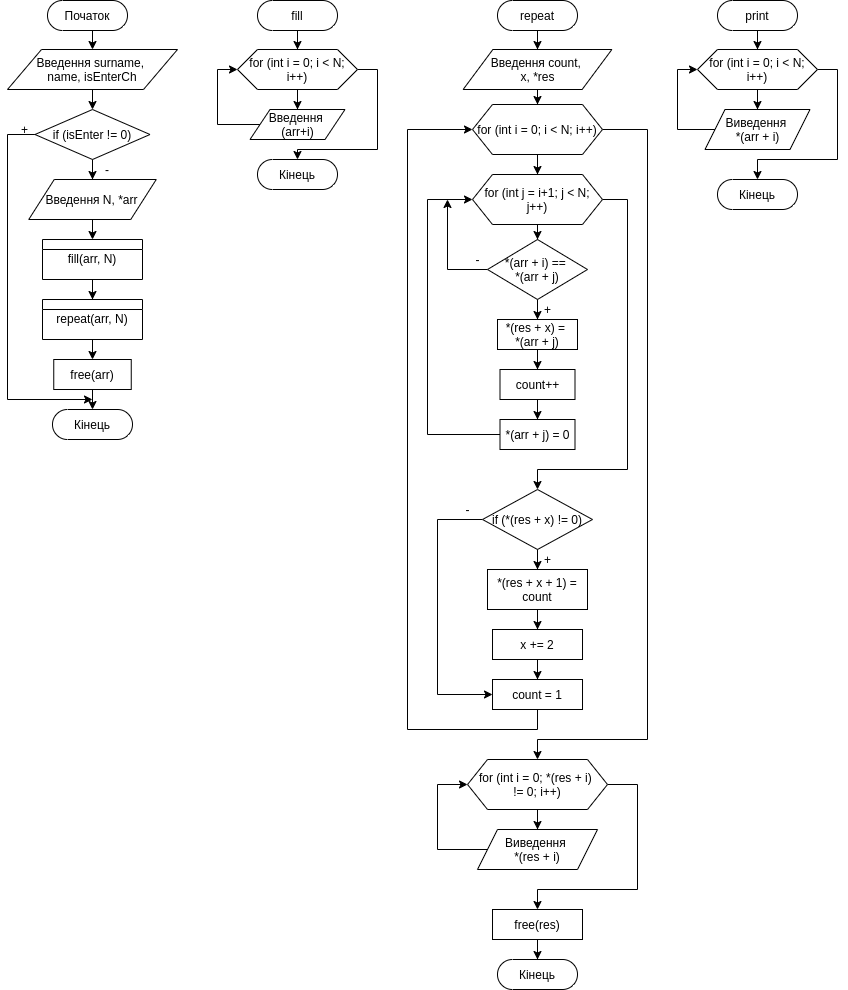 Початок
Введення surname,
name, isEnterCh
if (isEnter != 0)
+
-
Введення N, *arr
fill(arr, N)
repeat(arr, N)
free(arr)
Кінець
fill
for (int i = 0; i < N;
i++)
Введення
(arr+i)
Кінець
repeat
Введення count,
x, *res
for (int i = 0; i < N; i++)
for (int j = i+1; j < N;
j++)
-
*(arr + i) ==
*(arr + j)
+
*(res + x) =
*(arr + j)
count++
*(arr + j) = 0
-
if (*(res + x) != 0)
+
*(res + x + 1) =
count
x += 2
count = 1
for (int i = 0; *(res + i)
!= 0; i++)
Виведення
*(res + i)
free(res)
Кінець
print
for (int i = 0; i < N;
i++)
Виведення
*(arr + i)
Кінець